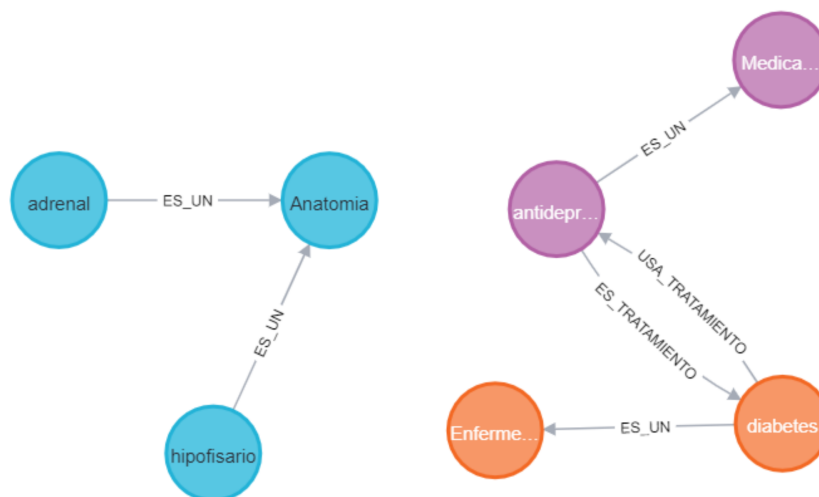 Medica...
ES_UN
antidepr...
adrenal
ES_UN
Anatomia
USA_TRATAMIENTO
ES_TRATAMIENTO
ES_UN
Enferme...
ES_UN
diabetes
hipofisario